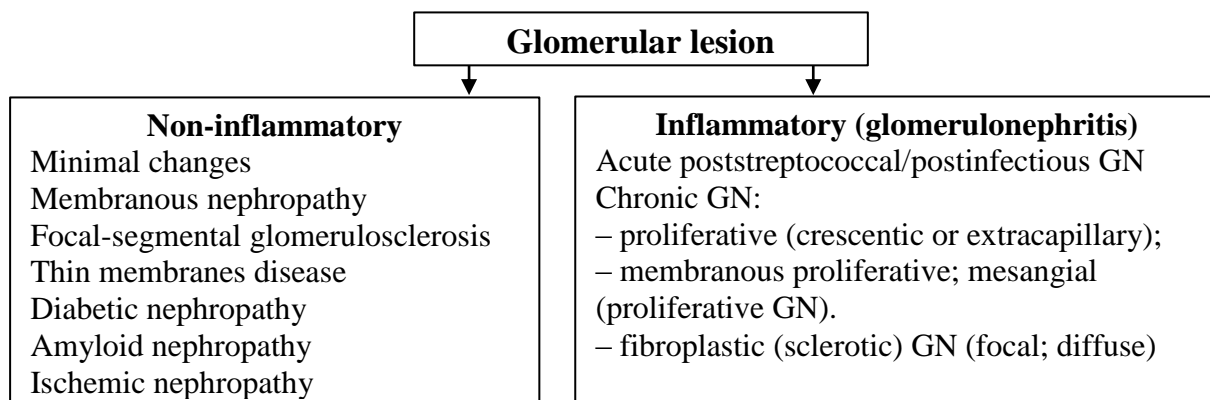 Glomerular lesion
Non-inflammatory
Minimal changes
Membranous nephropathy
Focal-segmental glomerulosclerosis
Thin membranes disease
Diabetic nephropathy
Amyloid nephropathy
Ischemic nephropathy
Inflammatory (glomerulonephritis)
Acute poststreptococcal/postinfectious GN
Chronic GN:
– proliferative (crescentic or extracapillary);
– membranous proliferative; mesangial
(proliferative GN).
– fibroplastic (sclerotic) GN (focal; diffuse)